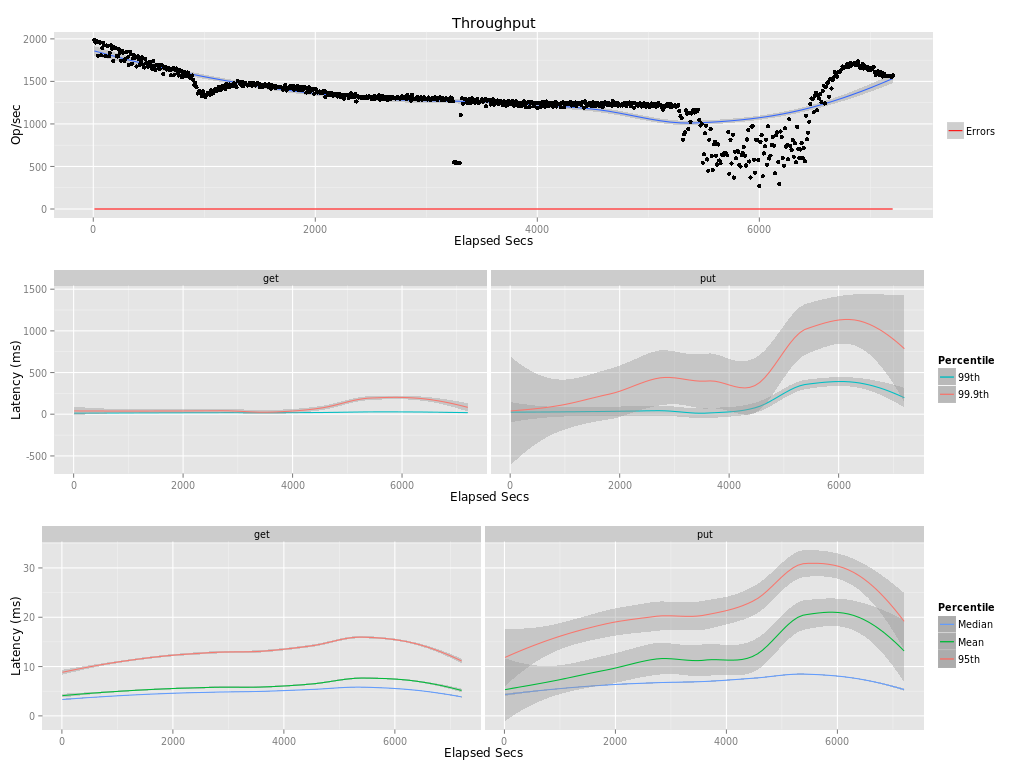 Throughput
2000
1500
1000
500
0
Op/sec
0 2000 4000 6000
Elapsed Secs
Errors
get put
1500
1000
500
0
-500
Latency (ms)
0 2000 4000 6000 0 2000 4000 6000
Elapsed Secs
Percentile
99th
99.9th
get put
30
20
10
0
Latency (ms)
0 2000 4000 6000 0 2000 4000 6000
Elapsed Secs
Percentile
Median
Mean
95th